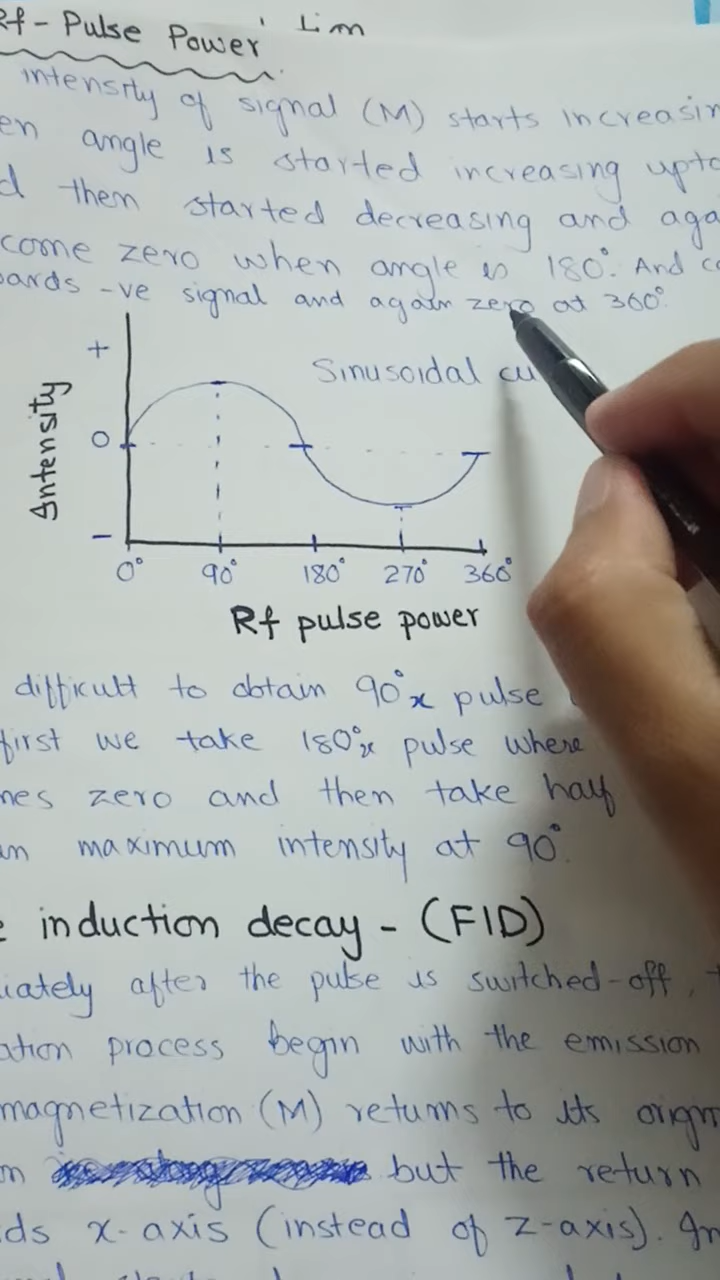 Rf - Pulse Power
intensity of signal (M) starts increasin
en angle is started increasing upto
d then started decreasing and aga
come zero when angle is 180°. And c
oards -ve signal and again zero at 360°.
+
Sinusoidal cu
0
Intensity
-
0° 90° 180° 270° 360°
Rf pulse power
difficult to obtain 90°x pulse
first we take 180°x pulse where
nes zero and then take half
maximum intensity at 90°.
e induction decay - (FID)
iately after the pulse is switched-off, t
ation process begin with the emission
magnetization (M) returns to its origin
but the return
ds x-axis (instead of z-axis). In